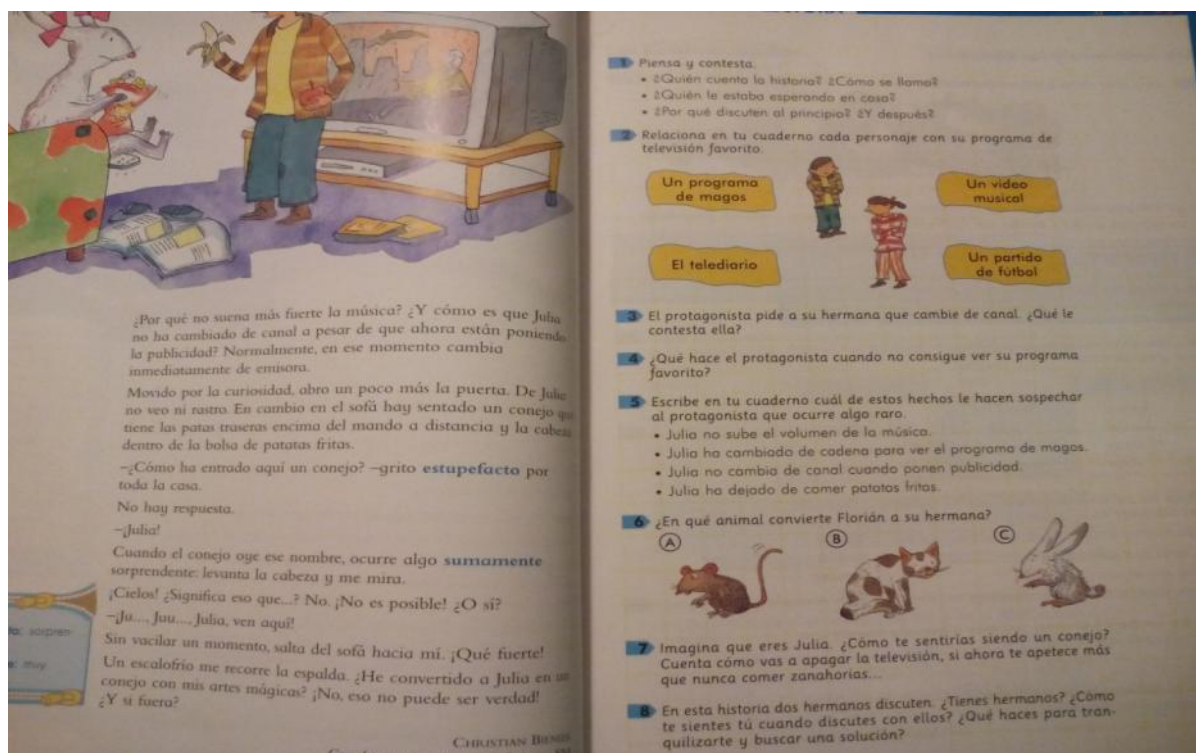 ¿Por qué no suena más fuerte la música? ¿Y cómo es que Julia
no ha cambiado de canal a pesar de que ahora están poniendo
la publicidad? Normalmente, en ese momento cambia
inmediatamente de emisora.
Movido por la curiosidad, abro un poco más la puerta. De Julia
no veo ni rastro. En cambio en el sofá hay sentado un conejo que
tiene las patas traseras encima del mando a distancia y la cabeza
dentro de la bolsa de patatas fritas.
–¿Cómo ha entrado aquí un conejo? –grito estupefacto por
toda la casa.
No hay respuesta.
–¡Julia!
Cuando el conejo oye ese nombre, ocurre algo sumamente
sorprendente: levanta la cabeza y me mira.
¡Cielos! ¿Significa eso que...? No. ¡No es posible! ¿O sí?
–¡Ju..., Juu..., Julia, ven aquí!
Sin vacilar un momento, salta del sofá hacia mí. ¡Qué fuerte!
Un escalofrío me recorre la espalda. ¿He convertido a Julia en un
conejo con mis artes mágicas? ¡No, eso no puede ser verdad!
¿Y si fuera?
sorpren-
muy
CHRISTIAN
1 Piensa y contesta.
• ¿Quién cuenta la historia? ¿Cómo se llama?
• ¿Quién le estaba esperando en casa?
• ¿Por qué discuten al principio? ¿Y después?
2 Relaciona en tu cuaderno cada personaje con su programa de
televisión favorito.
Un programa
de magos
Un vídeo
musical
El telediario
Un partido
de fútbol
3 El protagonista pide a su hermana que cambie de canal. ¿Qué le
contesta ella?
4 ¿Qué hace el protagonista cuando no consigue ver su programa
favorito?
5 Escribe en tu cuaderno cuál de estos hechos le hacen sospechar
al protagonista que ocurre algo raro.
• Julia no sube el volumen de la música.
• Julia ha cambiado de cadena para ver el programa de magos.
• Julia no cambia de canal cuando ponen publicidad.
• Julia ha dejado de comer patatas fritas.
6 ¿En qué animal convierte Florián a su hermana?
A
B
C
7 Imagina que eres Julia. ¿Cómo te sentirías siendo un conejo?
Cuenta cómo vas a apagar la televisión, si ahora te apetece más
que nunca comer zanahorias...
8 En esta historia dos hermanos discuten. ¿Tienes hermanos? ¿Cómo
te sientes tú cuando discutes con ellos? ¿Qué haces para tran-
quilizarte y buscar una solución?